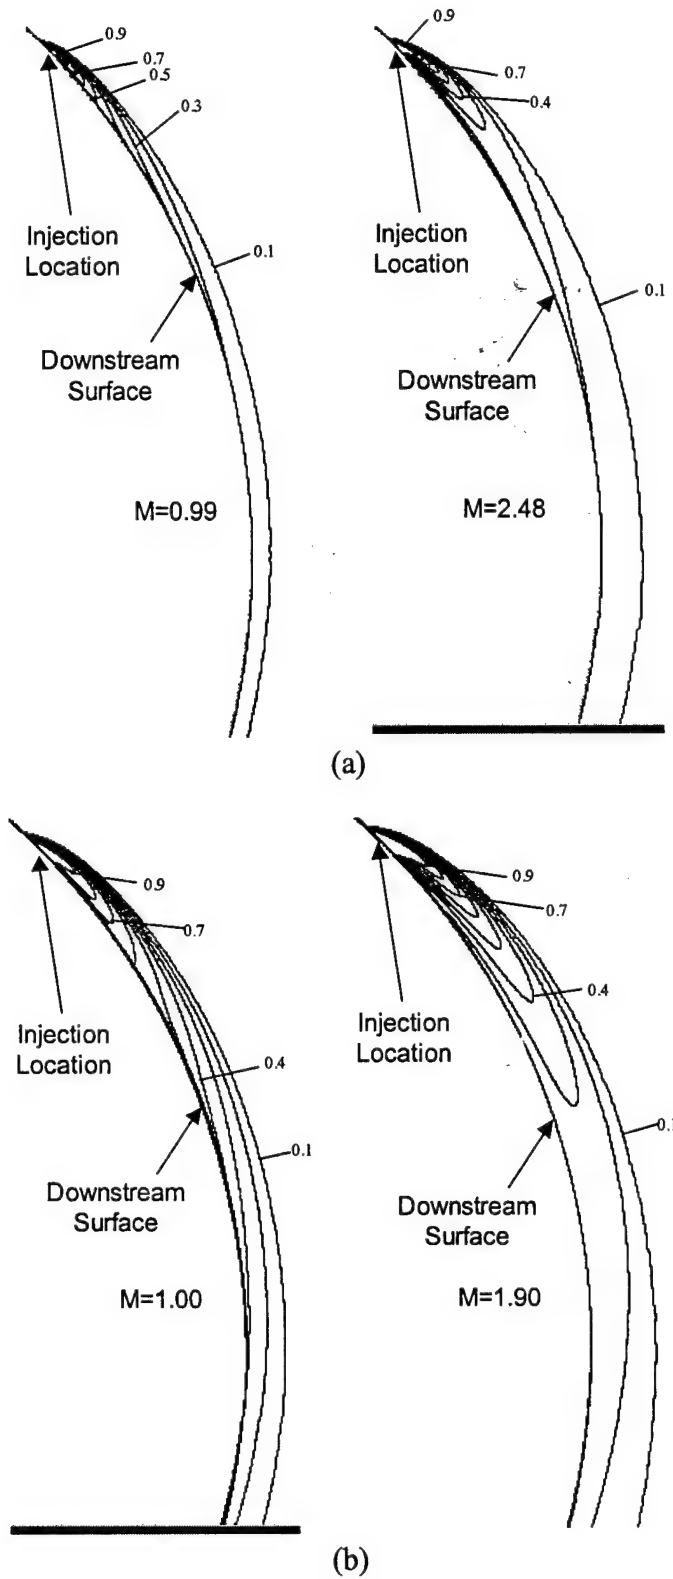 0.9
0.7
0.5
0.3
Injection
Location
0.1
Downstream
Surface
M=0.99
0.9
0.7
0.4
Injection
Location
0.1
Downstream
Surface
M=2.48
(a)
0.9
0.7
Injection
Location
0.4
0.1
Downstream
Surface
M=1.00
0.9
0.7
0.4
Injection
Location
0.1
Downstream
Surface
M=1.90
(b)